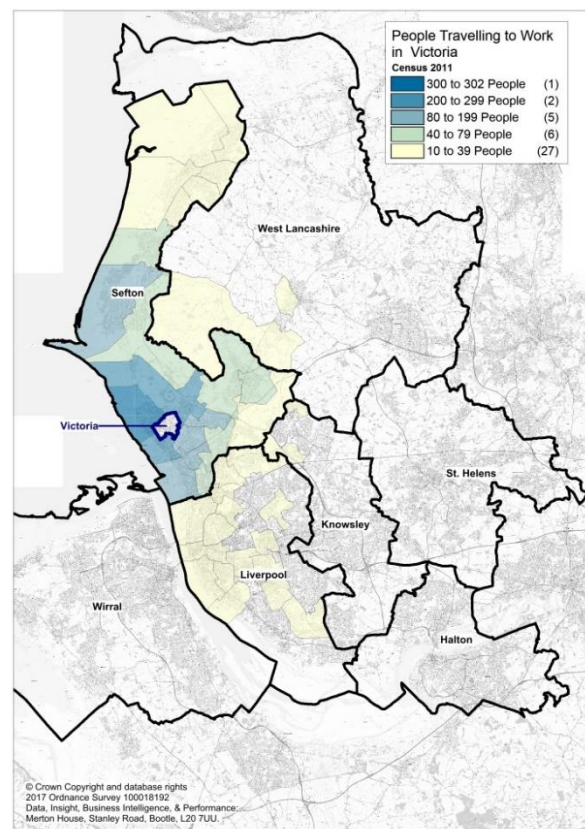 People Travelling to Work
in Victoria
Census 2011
300 to 302 People (1)
200 to 299 People (2)
80 to 199 People (5)
40 to 79 People (6)
10 to 39 People (27)
West Lancashire
Sefton
Victoria
St. Helens
Knowsley
Liverpool
Wirral
Halton
© Crown Copyright and database rights
2017 Ordnance Survey 100018192
Data, Insight, Business Intelligence, & Performance:
Merton House, Stanley Road, Bootle, L20 7UU.